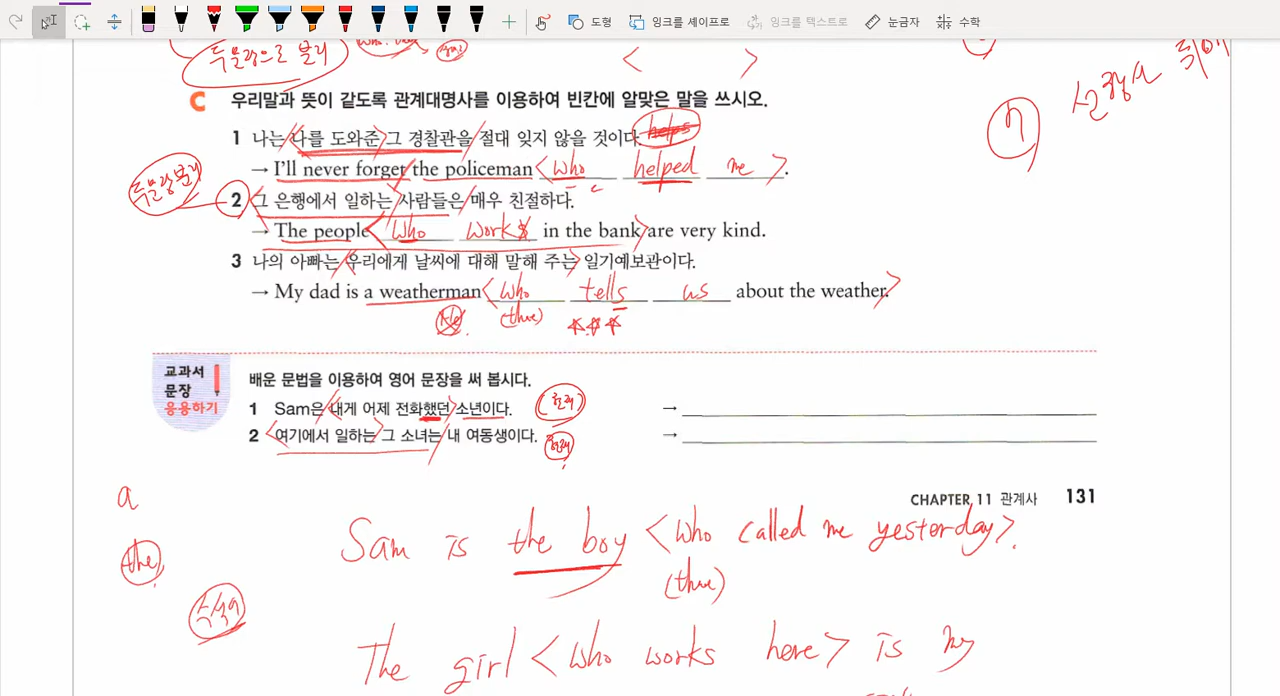 도형 잉크를 셰이프로 잉크를 텍스트로 눈금자 수학
두물랑으로 분리
C 우리말과 뜻이 같도록 관계대명사를 이용하여 빈칸에 알맞은 말을 쓰시오.
1 나는 나를 도와준 그 경찰관을 절대 잊지 않을 것이다. helps
→ I'll never forget the policeman <who helped me>.
2 그 은행에서 일하는 사람들은 매우 친절하다.
→ The people <who works in the bank> are very kind.
3 나의 아빠는 우리에게 날씨에 대해 말해 주는 일기예보관이다.
→ My dad is a weatherman <who tells us about the weather.>
교과서
문장
응용하기
배운 문법을 이용하여 영어 문장을 써 봅시다.
1 Sam은 내게 어제 전화했던 소년이다. →
2 여기에서 일하는 그 소녀는 내 여동생이다. →
CHAPTER, 11 관계사 131
a
the
수식어
Sam is the boy <who called me yesterday>.
The girl <who works here> is my